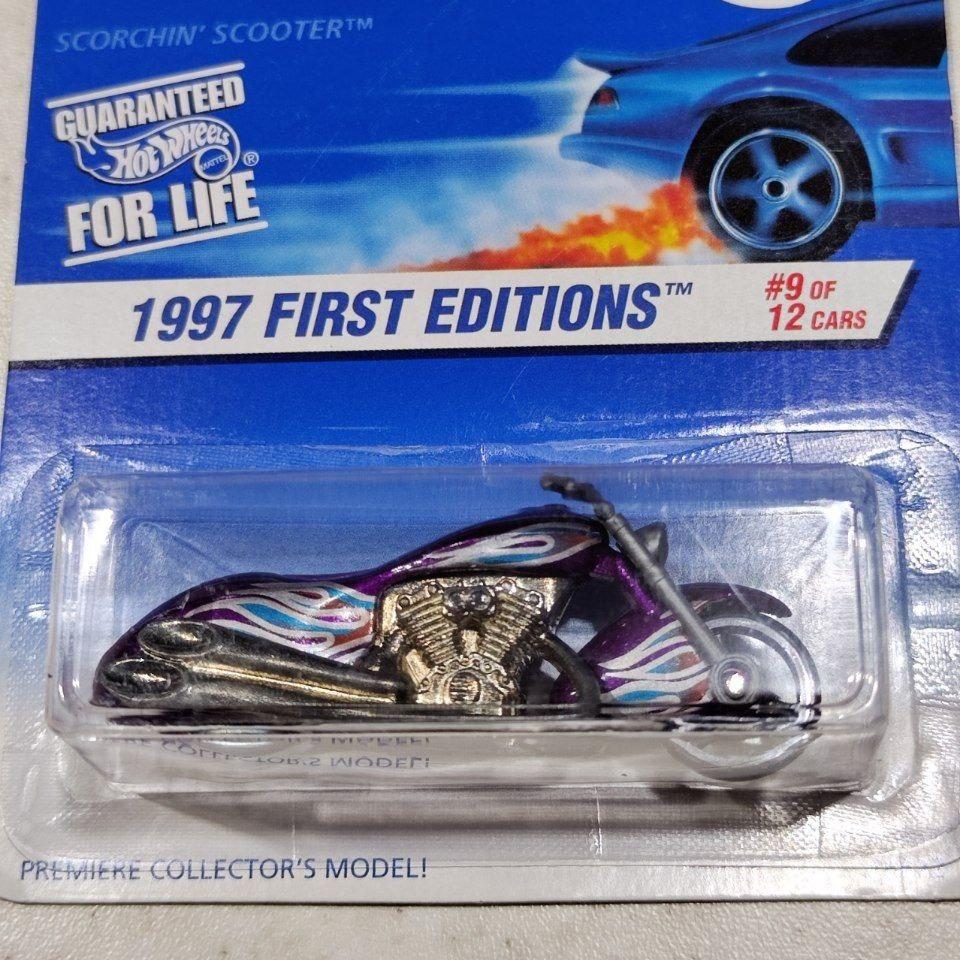 SCORCHIN' SCOOTER™
GUARANTEED
Hot Wheels
MATTEL
®
FOR LIFE
1997 FIRST EDITIONS™
#9 OF
12 CARS
PREMIERE COLLECTOR'S MODEL!